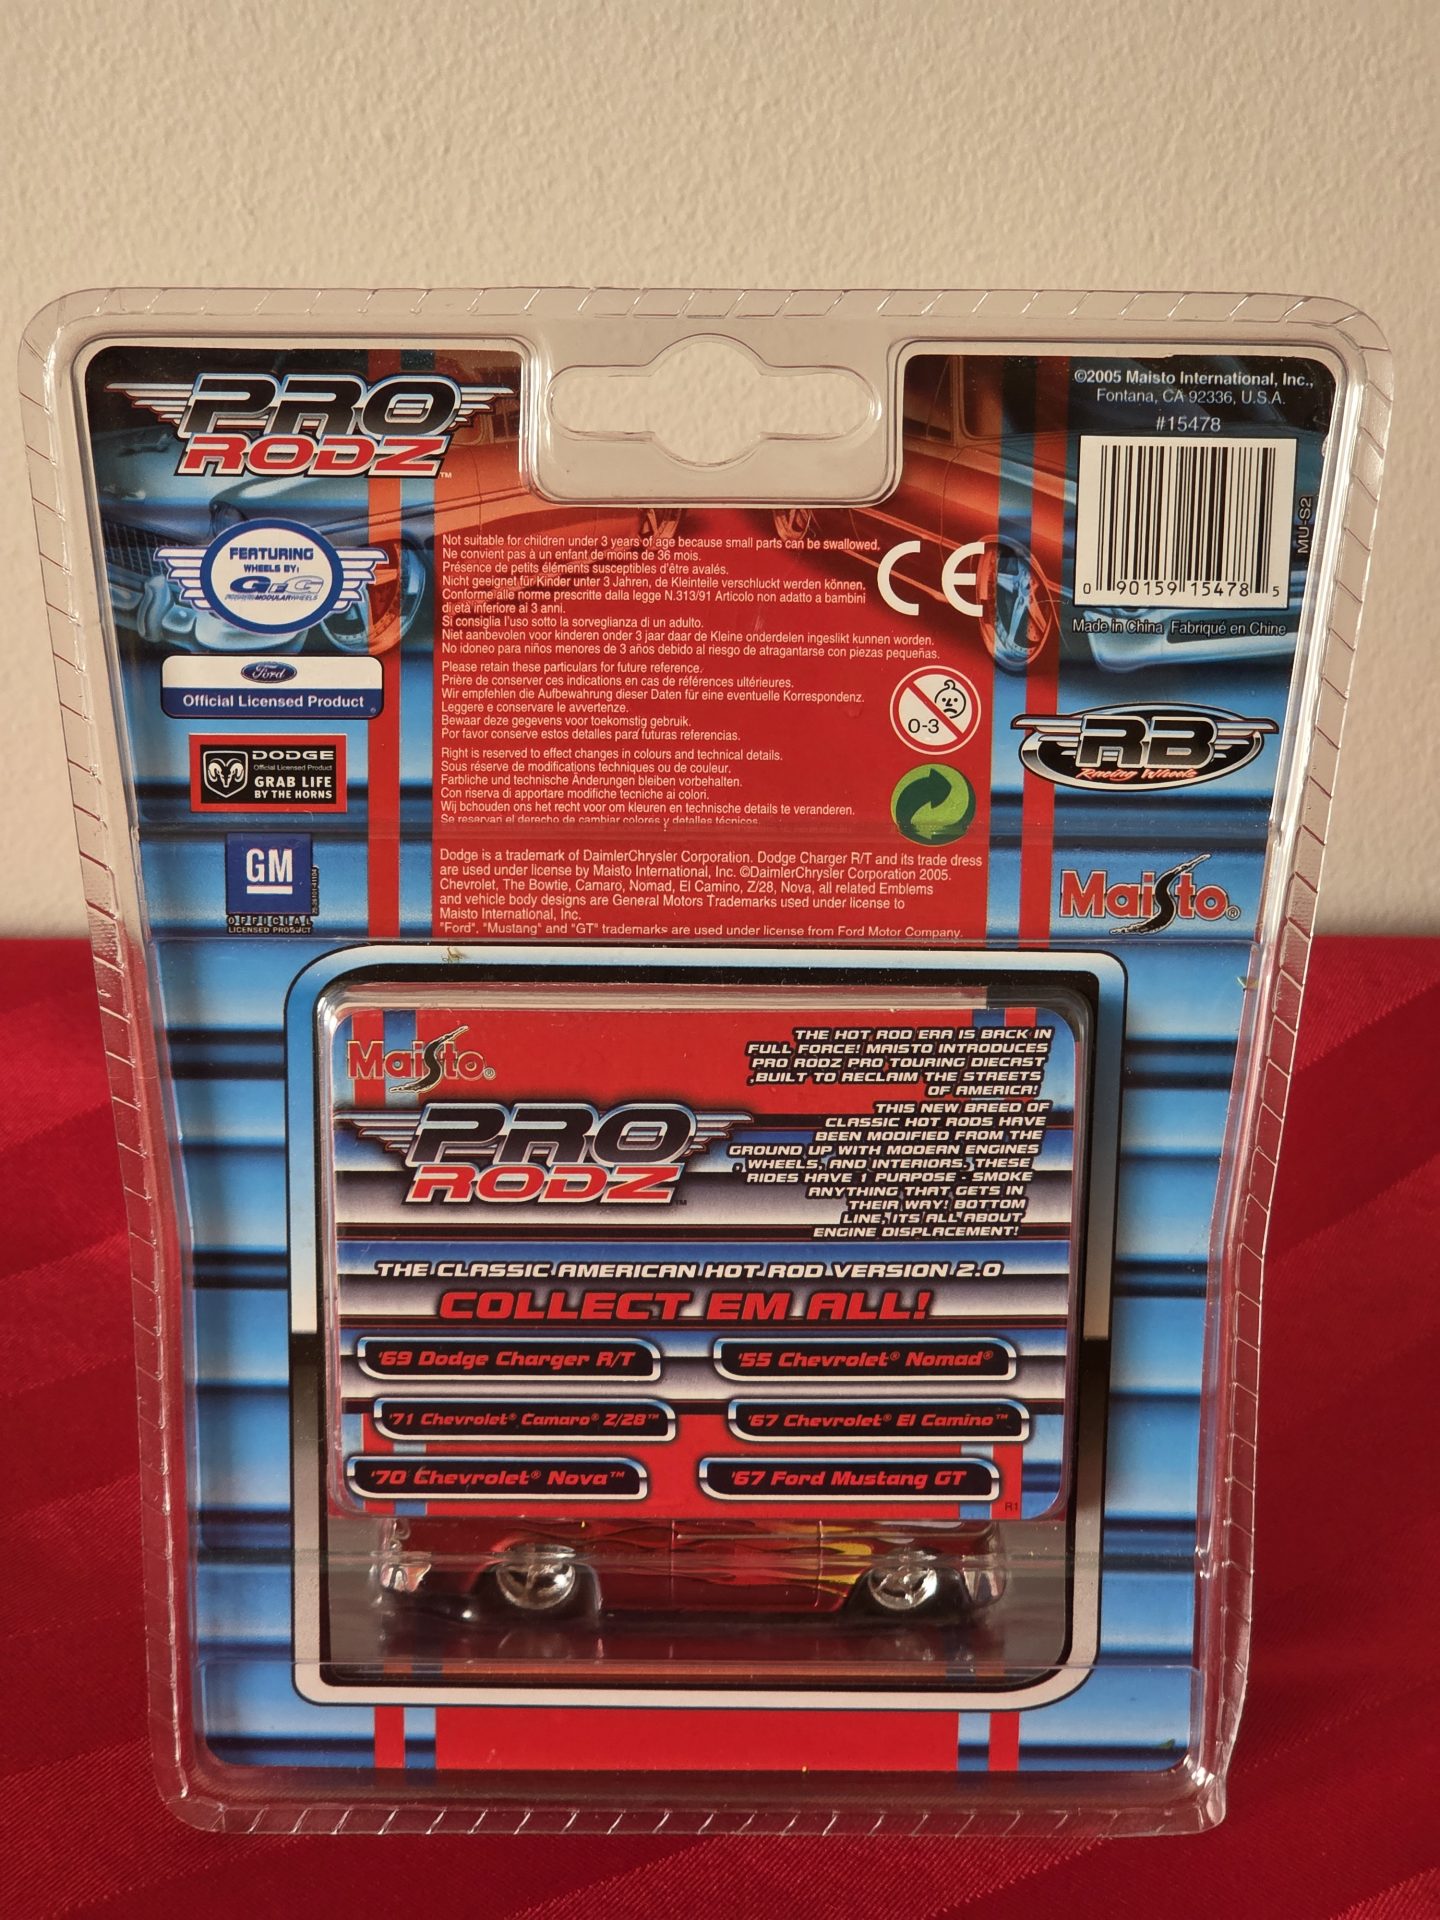 PRO
RODZ™
©2005 Maisto International, Inc.,
Fontana, CA 92336, U.S.A.
#15478
0 90159 15478 5
MU-S2
Made in China Fabriqué en Chine
FEATURING
WHEELS BY:
GFG
Ford
Official Licensed Product
DODGE
Official Licensed Product
GRAB LIFE
BY THE HORNS
GM
OFFICIAL
LICENSED PRODUCT
Not suitable for children under 3 years of age because small parts can be swallowed.
Ne convient pas à un enfant de moins de 36 mois.
Présence de petits éléments susceptibles d'être avalés.
Nicht geeignet für Kinder unter 3 Jahren, de Kleinteile verschluckt werden können.
Conforme alle norme prescritte dalla legge N.313/91 Articolo non adatto a bambini
di età inferiore ai 3 anni.
Si consiglia l'uso sotto la sorveglianza di un adulto.
Niet aanbevolen voor kinderen onder 3 jaar daar de Kleine onderdelen ingeslikt kunnen worden.
No idoneo para niños menores de 3 años debido al riesgo de atragantarse con piezas pequeñas.
Please retain these particulars for future reference.
Prière de conserver ces indications en cas de références ultérieures.
Wir empfehlen die Aufbewahrung dieser Daten für eine eventuelle Korrespondenz.
Leggere e conservare le avvertenze.
Bewaar deze gegevens voor toekomstig gebruik.
Por favor conserve estos detalles para futuras referencias.
Right is reserved to effect changes in colours and technical details.
Sous réserve de modifications techniques ou de couleur.
Farbliche und technische Änderungen bleiben vorbehalten.
Con riserva di apportare modifiche tecniche ai colori.
Wij bchouden ons het recht voor om kleuren en technische details te veranderen.
Se reservan el derecho de cambiar colores y detalles técnicos.
Dodge is a trademark of DaimlerChrysler Corporation. Dodge Charger R/T and its trade dress
are used under license by Maisto International, Inc. ©DaimlerChrysler Corporation 2005.
Chevrolet, The Bowtie, Camaro, Nomad, El Camino, Z/28, Nova, all related Emblems
and vehicle body designs are General Motors Trademarks used under license to
Maisto International, Inc.
"Ford", "Mustang" and "GT" trademarks are used under license from Ford Motor Company.
CE
0-3
RB
Racing Wheels
Maisto®
Maisto®
PRO
RODZ™
THE HOT ROD ERA IS BACK IN
FULL FORCE! MAISTO INTRODUCES
PRO RODZ PRO TOURING DIECAST
,BUILT TO RECLAIM THE STREETS
OF AMERICA!
THIS NEW BREED OF
CLASSIC HOT RODS HAVE
BEEN MODIFIED FROM THE
GROUND UP WITH MODERN ENGINES
, WHEELS, AND INTERIORS. THESE
RIDES HAVE 1 PURPOSE - SMOKE
ANYTHING THAT GETS IN
THEIR WAY! BOTTOM
LINE, ITS ALL ABOUT
ENGINE DISPLACEMENT!
THE CLASSIC AMERICAN HOT ROD VERSION 2.0
COLLECT EM ALL!
'69 Dodge Charger R/T
'55 Chevrolet® Nomad®
'71 Chevrolet® Camaro® Z/28™
'67 Chevrolet® El Camino™
'70 Chevrolet® Nova™
'67 Ford Mustang GT
R1